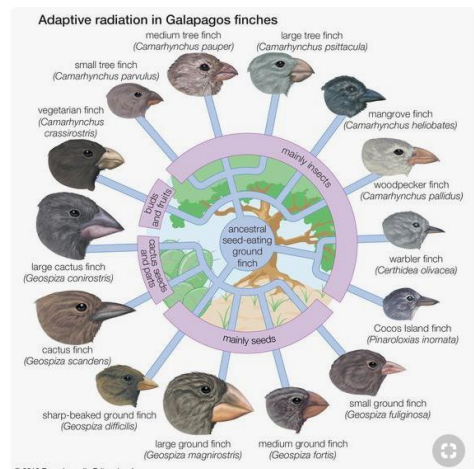 Adaptive radiation in Galapagos finches
medium tree finch
(Camarhynchus pauper)
large tree finch
(Camarhynchus psittacula)
small tree finch
(Camarhynchus parvulus)
mangrove finch
(Camarhynchus heliobates)
vegetarian finch
(Camarhynchus
crassirostris)
mainly insects
woodpecker finch
(Camarhynchus pallidus)
buds
and fruits
ancestral
seed-eating
ground
finch
warbler finch
(Certhidea olivacea)
cactus seeds
and parts
large cactus finch
(Geospiza conirostris)
Cocos Island finch
(Pinaroloxias inornata)
mainly seeds
cactus finch
(Geospiza scandens)
small ground finch
(Geospiza fuliginosa)
sharp-beaked ground finch
(Geospiza difficilis)
large ground finch
(Geospiza magnirostris)
medium ground finch
(Geospiza fortis)